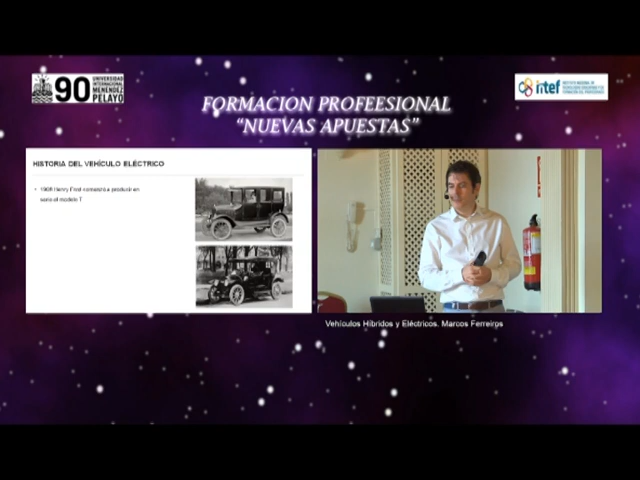 90
UNIVERSIDAD
INTERNACIONAL
MENÉNDEZ
PELAYO
intef
FORMACION PROFEESIONAL
“NUEVAS APUESTAS”
HISTORIA DEL VEHÍCULO ELÉCTRICO
• 1908 Henry Ford comenzó a producir en
serie el modelo T
Vehículos Híbridos y Eléctricos. Marcos Ferreiros